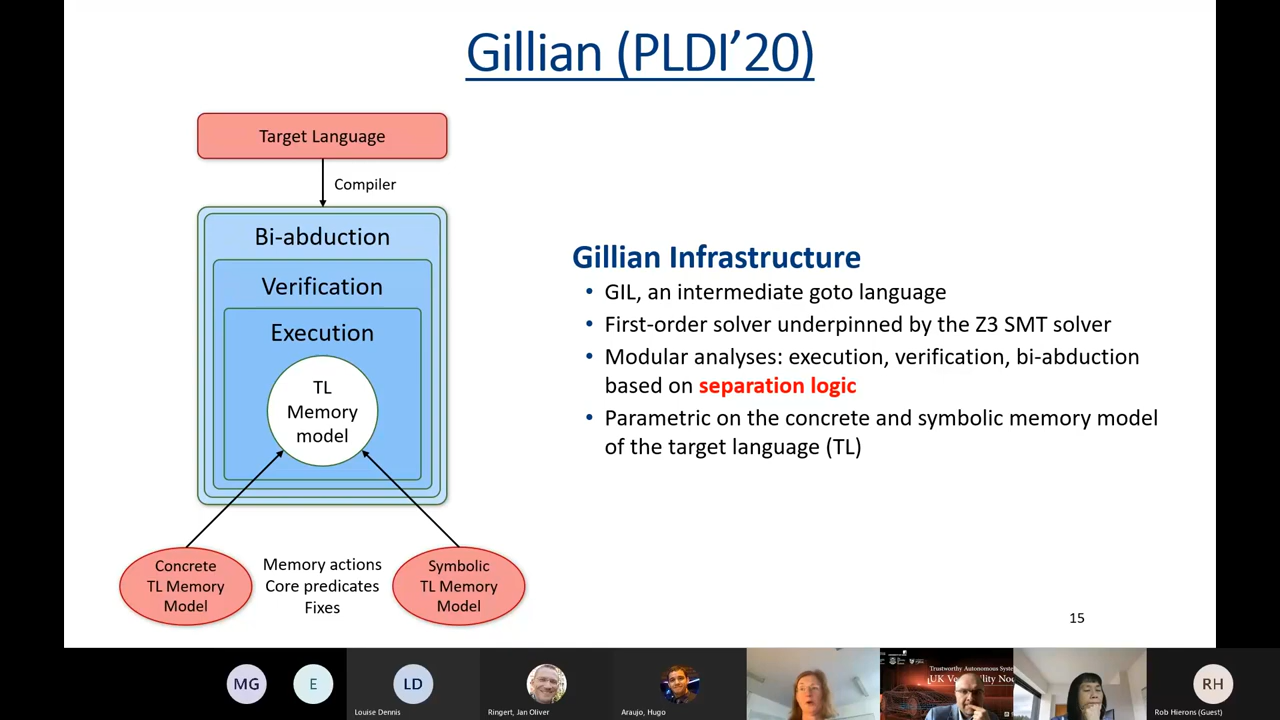 Gillian (PLDI’20)
Target Language
Compiler
Bi-abduction
Verification
Execution
TL
Memory
model
Concrete
TL Memory
Model
Memory actions
Core predicates
Fixes
Symbolic
TL Memory
Model
Gillian Infrastructure
• GIL, an intermediate goto language
• First-order solver underpinned by the Z3 SMT solver
• Modular analyses: execution, verification, bi-abduction
based on separation logic
• Parametric on the concrete and symbolic memory model
of the target language (TL)
15
MG
E
LD
Louise Dennis
Ringert, Jan Oliver
Araujo, Hugo
Trustworthy Autonomous
UK
RH
Rob Hierons (Guest)